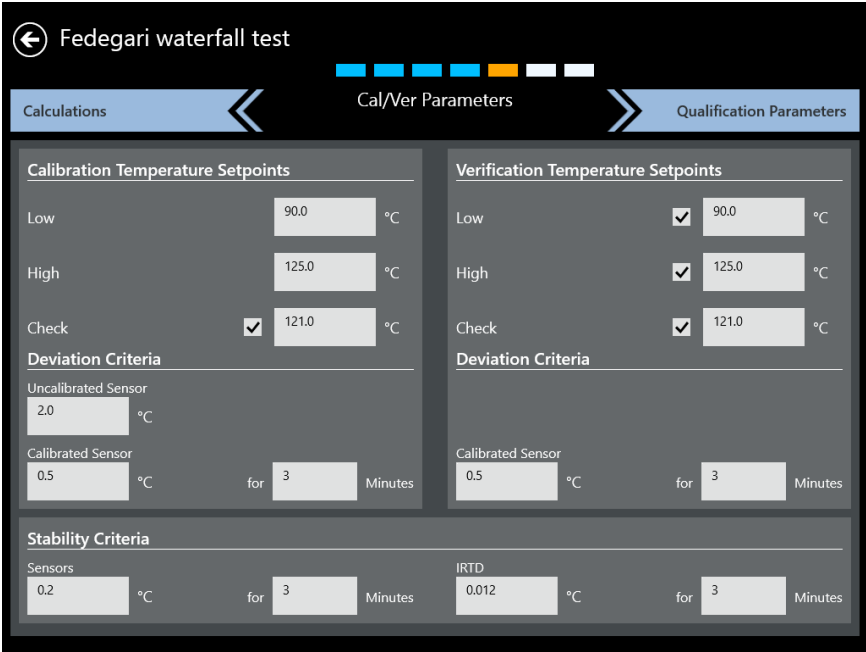 Fedegari waterfall test
Calculations
Cal/Ver Parameters
Qualification Parameters
Calibration Temperature Setpoints
Low 90.0 °C
High 125.0 °C
Check 121.0 °C
Deviation Criteria
Uncalibrated Sensor
2.0 °C
Calibrated Sensor
0.5 °C for 3 Minutes
Verification Temperature Setpoints
Low 90.0 °C
High 125.0 °C
Check 121.0 °C
Deviation Criteria
Calibrated Sensor
0.5 °C for 3 Minutes
Stability Criteria
Sensors
0.2 °C for 3 Minutes
IRTD
0.012 °C for 3 Minutes